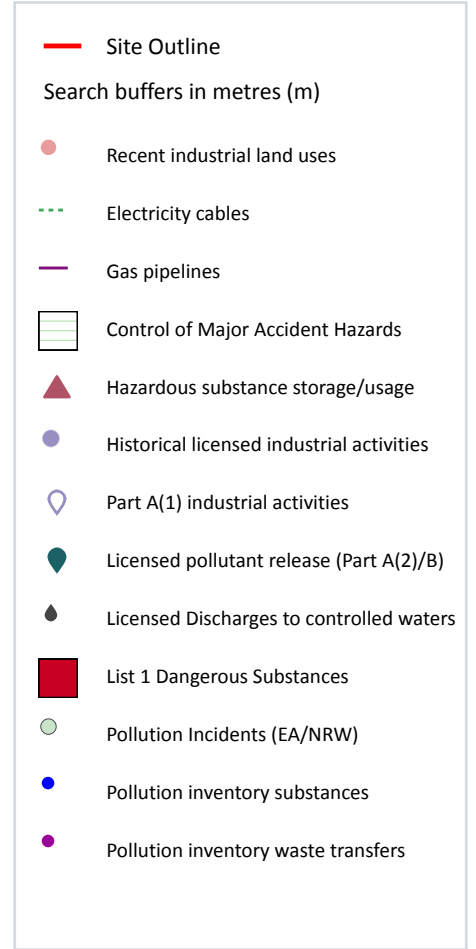 Site Outline
Search buffers in metres (m)
Recent industrial land uses
Electricity cables
Gas pipelines
Control of Major Accident Hazards
Hazardous substance storage/usage
Historical licensed industrial activities
Part A(1) industrial activities
Licensed pollutant release (Part A(2)/B)
Licensed Discharges to controlled waters
List 1 Dangerous Substances
Pollution Incidents (EA/NRW)
Pollution inventory substances
Pollution inventory waste transfers